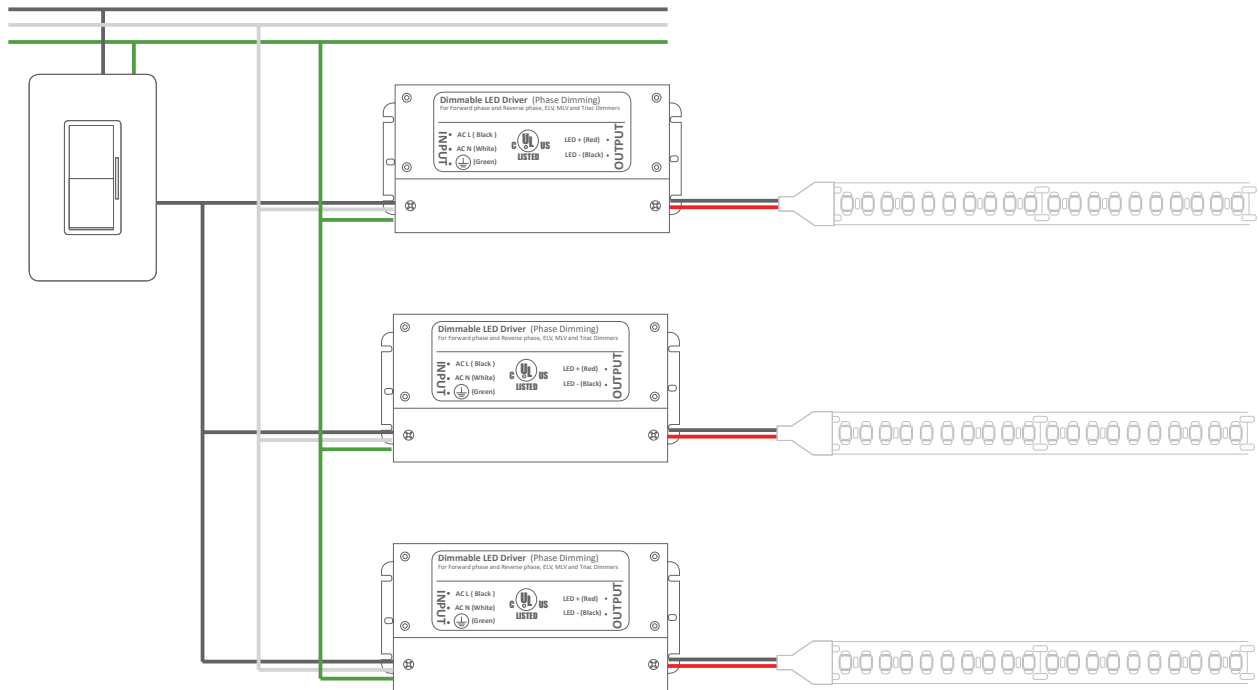 Dimmable LED Driver (Phase Dimming)
For Forward phase and Reverse phase, ELV, MLV and Triac Dimmers
INPUT
AC L ( Black )
AC N (White)
(Green)
C UL US
LISTED
LED + (Red)
LED - (Black)
OUTPUT
Dimmable LED Driver (Phase Dimming)
For Forward phase and Reverse phase, ELV, MLV and Triac Dimmers
INPUT
AC L ( Black )
AC N (White)
(Green)
C UL US
LISTED
LED + (Red)
LED - (Black)
OUTPUT
Dimmable LED Driver (Phase Dimming)
For Forward phase and Reverse phase, ELV, MLV and Triac Dimmers
INPUT
AC L ( Black )
AC N (White)
(Green)
C UL US
LISTED
LED + (Red)
LED - (Black)
OUTPUT